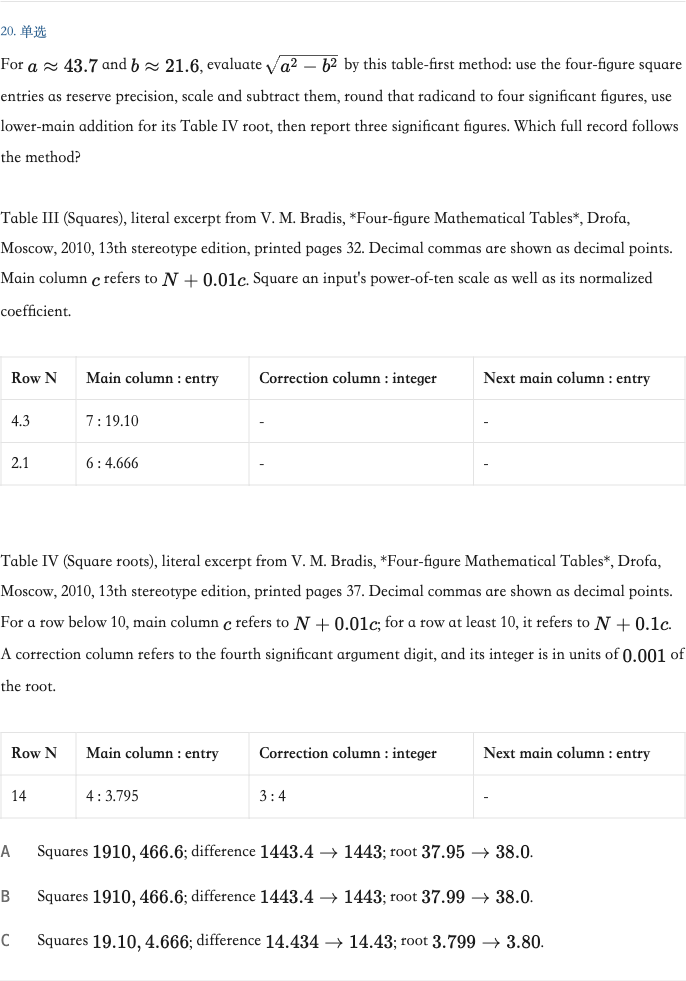 20. 单选
For a ≈ 43.7 and b ≈ 21.6, evaluate √(a² − b²) by this table-first method: use the four-figure square
entries as reserve precision, scale and subtract them, round that radicand to four significant figures, use
lower-main addition for its Table IV root, then report three significant figures. Which full record follows
the method?
Table III (Squares), literal excerpt from V. M. Bradis, *Four-figure Mathematical Tables*, Drofa,
Moscow, 2010, 13th stereotype edition, printed pages 32. Decimal commas are shown as decimal points.
Main column c refers to N + 0.01c. Square an input's power-of-ten scale as well as its normalized
coefficient.
Row N Main column : entry Correction column : integer Next main column : entry
4.3 7 : 19.10 - -
2.1 6 : 4.666 - -
Table IV (Square roots), literal excerpt from V. M. Bradis, *Four-figure Mathematical Tables*, Drofa,
Moscow, 2010, 13th stereotype edition, printed pages 37. Decimal commas are shown as decimal points.
For a row below 10, main column c refers to N + 0.01c; for a row at least 10, it refers to N + 0.1c.
A correction column refers to the fourth significant argument digit, and its integer is in units of 0.001 of
the root.
Row N Main column : entry Correction column : integer Next main column : entry
14 4 : 3.795 3 : 4 -
A Squares 1910, 466.6; difference 1443.4 → 1443; root 37.95 → 38.0.
B Squares 1910, 466.6; difference 1443.4 → 1443; root 37.99 → 38.0.
C Squares 19.10, 4.666; difference 14.434 → 14.43; root 3.799 → 3.80.